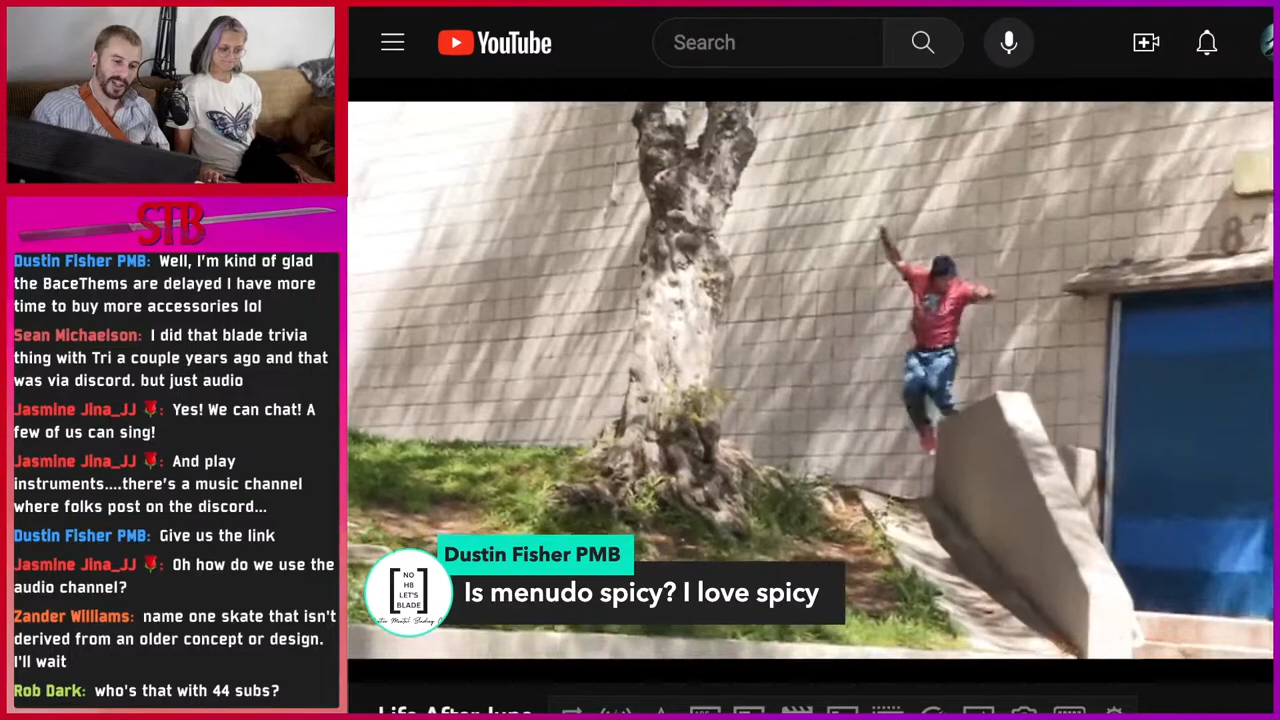 YouTube
Search
STB
Dustin Fisher PMB: Well, I'm kind of glad
the BaceThems are delayed I have more
time to buy more accessories lol
Sean Michaelson: I did that blade trivia
thing with Tri a couple years ago and that
was via discord. but just audio
Jasmine Jina_JJ 🌹: Yes! We can chat! A
few of us can sing!
Jasmine Jina_JJ 🌹: And play
instruments....there's a music channel
where folks post on the discord...
Dustin Fisher PMB: Give us the link
Jasmine Jina_JJ 🌹: Oh how do we use the
audio channel?
Zander Williams: name one skate that isn't
derived from an older concept or design.
I'll wait
Rob Dark: who's that with 44 subs?
87
Dustin Fisher PMB
Is menudo spicy? I love spicy
NO
H8
LET'S
BLADE
Life After June